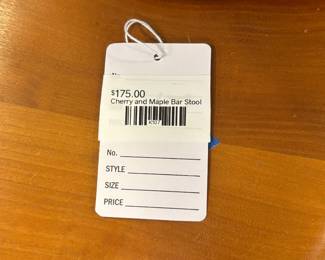 $175.00
Cherry and Maple Bar Stool
No.
STYLE
SIZE
PRICE